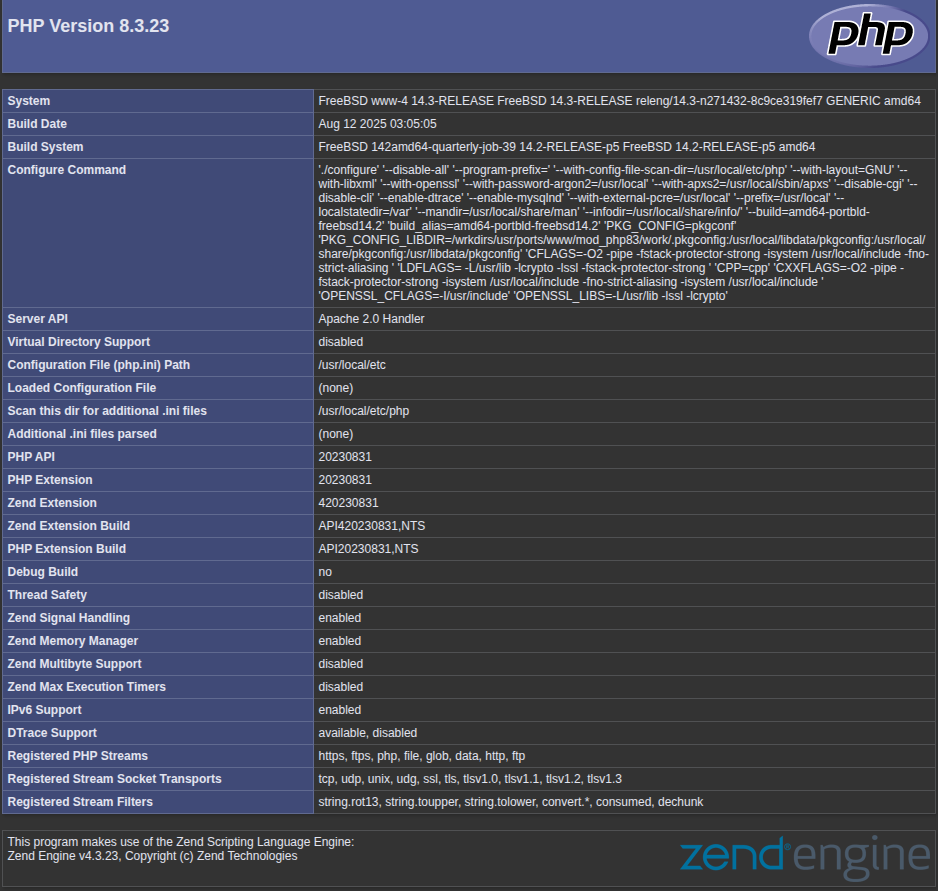 PHP Version 8.3.23
php
System FreeBSD www-4 14.3-RELEASE FreeBSD 14.3-RELEASE releng/14.3-n271432-8c9ce319fef7 GENERIC amd64
Build Date Aug 12 2025 03:05:05
Build System FreeBSD 142amd64-quarterly-job-39 14.2-RELEASE-p5 FreeBSD 14.2-RELEASE-p5 amd64
Configure Command './configure' '--disable-all' '--program-prefix=' '--with-config-file-scan-dir=/usr/local/etc/php' '--with-layout=GNU' '--
with-libxml' '--with-openssl' '--with-password-argon2=/usr/local' '--with-apxs2=/usr/local/sbin/apxs' '--disable-cgi' '--
disable-cli' '--enable-dtrace' '--enable-mysqlnd' '--with-external-pcre=/usr/local' '--prefix=/usr/local' '--
localstatedir=/var' '--mandir=/usr/local/share/man' '--infodir=/usr/local/share/info/' '--build=amd64-portbld-
freebsd14.2' 'build_alias=amd64-portbld-freebsd14.2' 'PKG_CONFIG=pkgconf'
'PKG_CONFIG_LIBDIR=/wrkdirs/usr/ports/www/mod_php83/work/.pkgconfig:/usr/local/libdata/pkgconfig:/usr/local/
share/pkgconfig:/usr/libdata/pkgconfig' 'CFLAGS=-O2 -pipe -fstack-protector-strong -isystem /usr/local/include -fno-
strict-aliasing ' 'LDFLAGS= -L/usr/lib -lcrypto -lssl -fstack-protector-strong ' 'CPP=cpp' 'CXXFLAGS=-O2 -pipe -
fstack-protector-strong -isystem /usr/local/include -fno-strict-aliasing -isystem /usr/local/include '
'OPENSSL_CFLAGS=-I/usr/include' 'OPENSSL_LIBS=-L/usr/lib -lssl -lcrypto'
Server API Apache 2.0 Handler
Virtual Directory Support disabled
Configuration File (php.ini) Path /usr/local/etc
Loaded Configuration File (none)
Scan this dir for additional .ini files /usr/local/etc/php
Additional .ini files parsed (none)
PHP API 20230831
PHP Extension 20230831
Zend Extension 420230831
Zend Extension Build API420230831,NTS
PHP Extension Build API20230831,NTS
Debug Build no
Thread Safety disabled
Zend Signal Handling enabled
Zend Memory Manager enabled
Zend Multibyte Support disabled
Zend Max Execution Timers disabled
IPv6 Support enabled
DTrace Support available, disabled
Registered PHP Streams https, ftps, php, file, glob, data, http, ftp
Registered Stream Socket Transports tcp, udp, unix, udg, ssl, tls, tlsv1.0, tlsv1.1, tlsv1.2, tlsv1.3
Registered Stream Filters string.rot13, string.toupper, string.tolower, convert.*, consumed, dechunk
This program makes use of the Zend Scripting Language Engine:
Zend Engine v4.3.23, Copyright (c) Zend Technologies
zend®engine